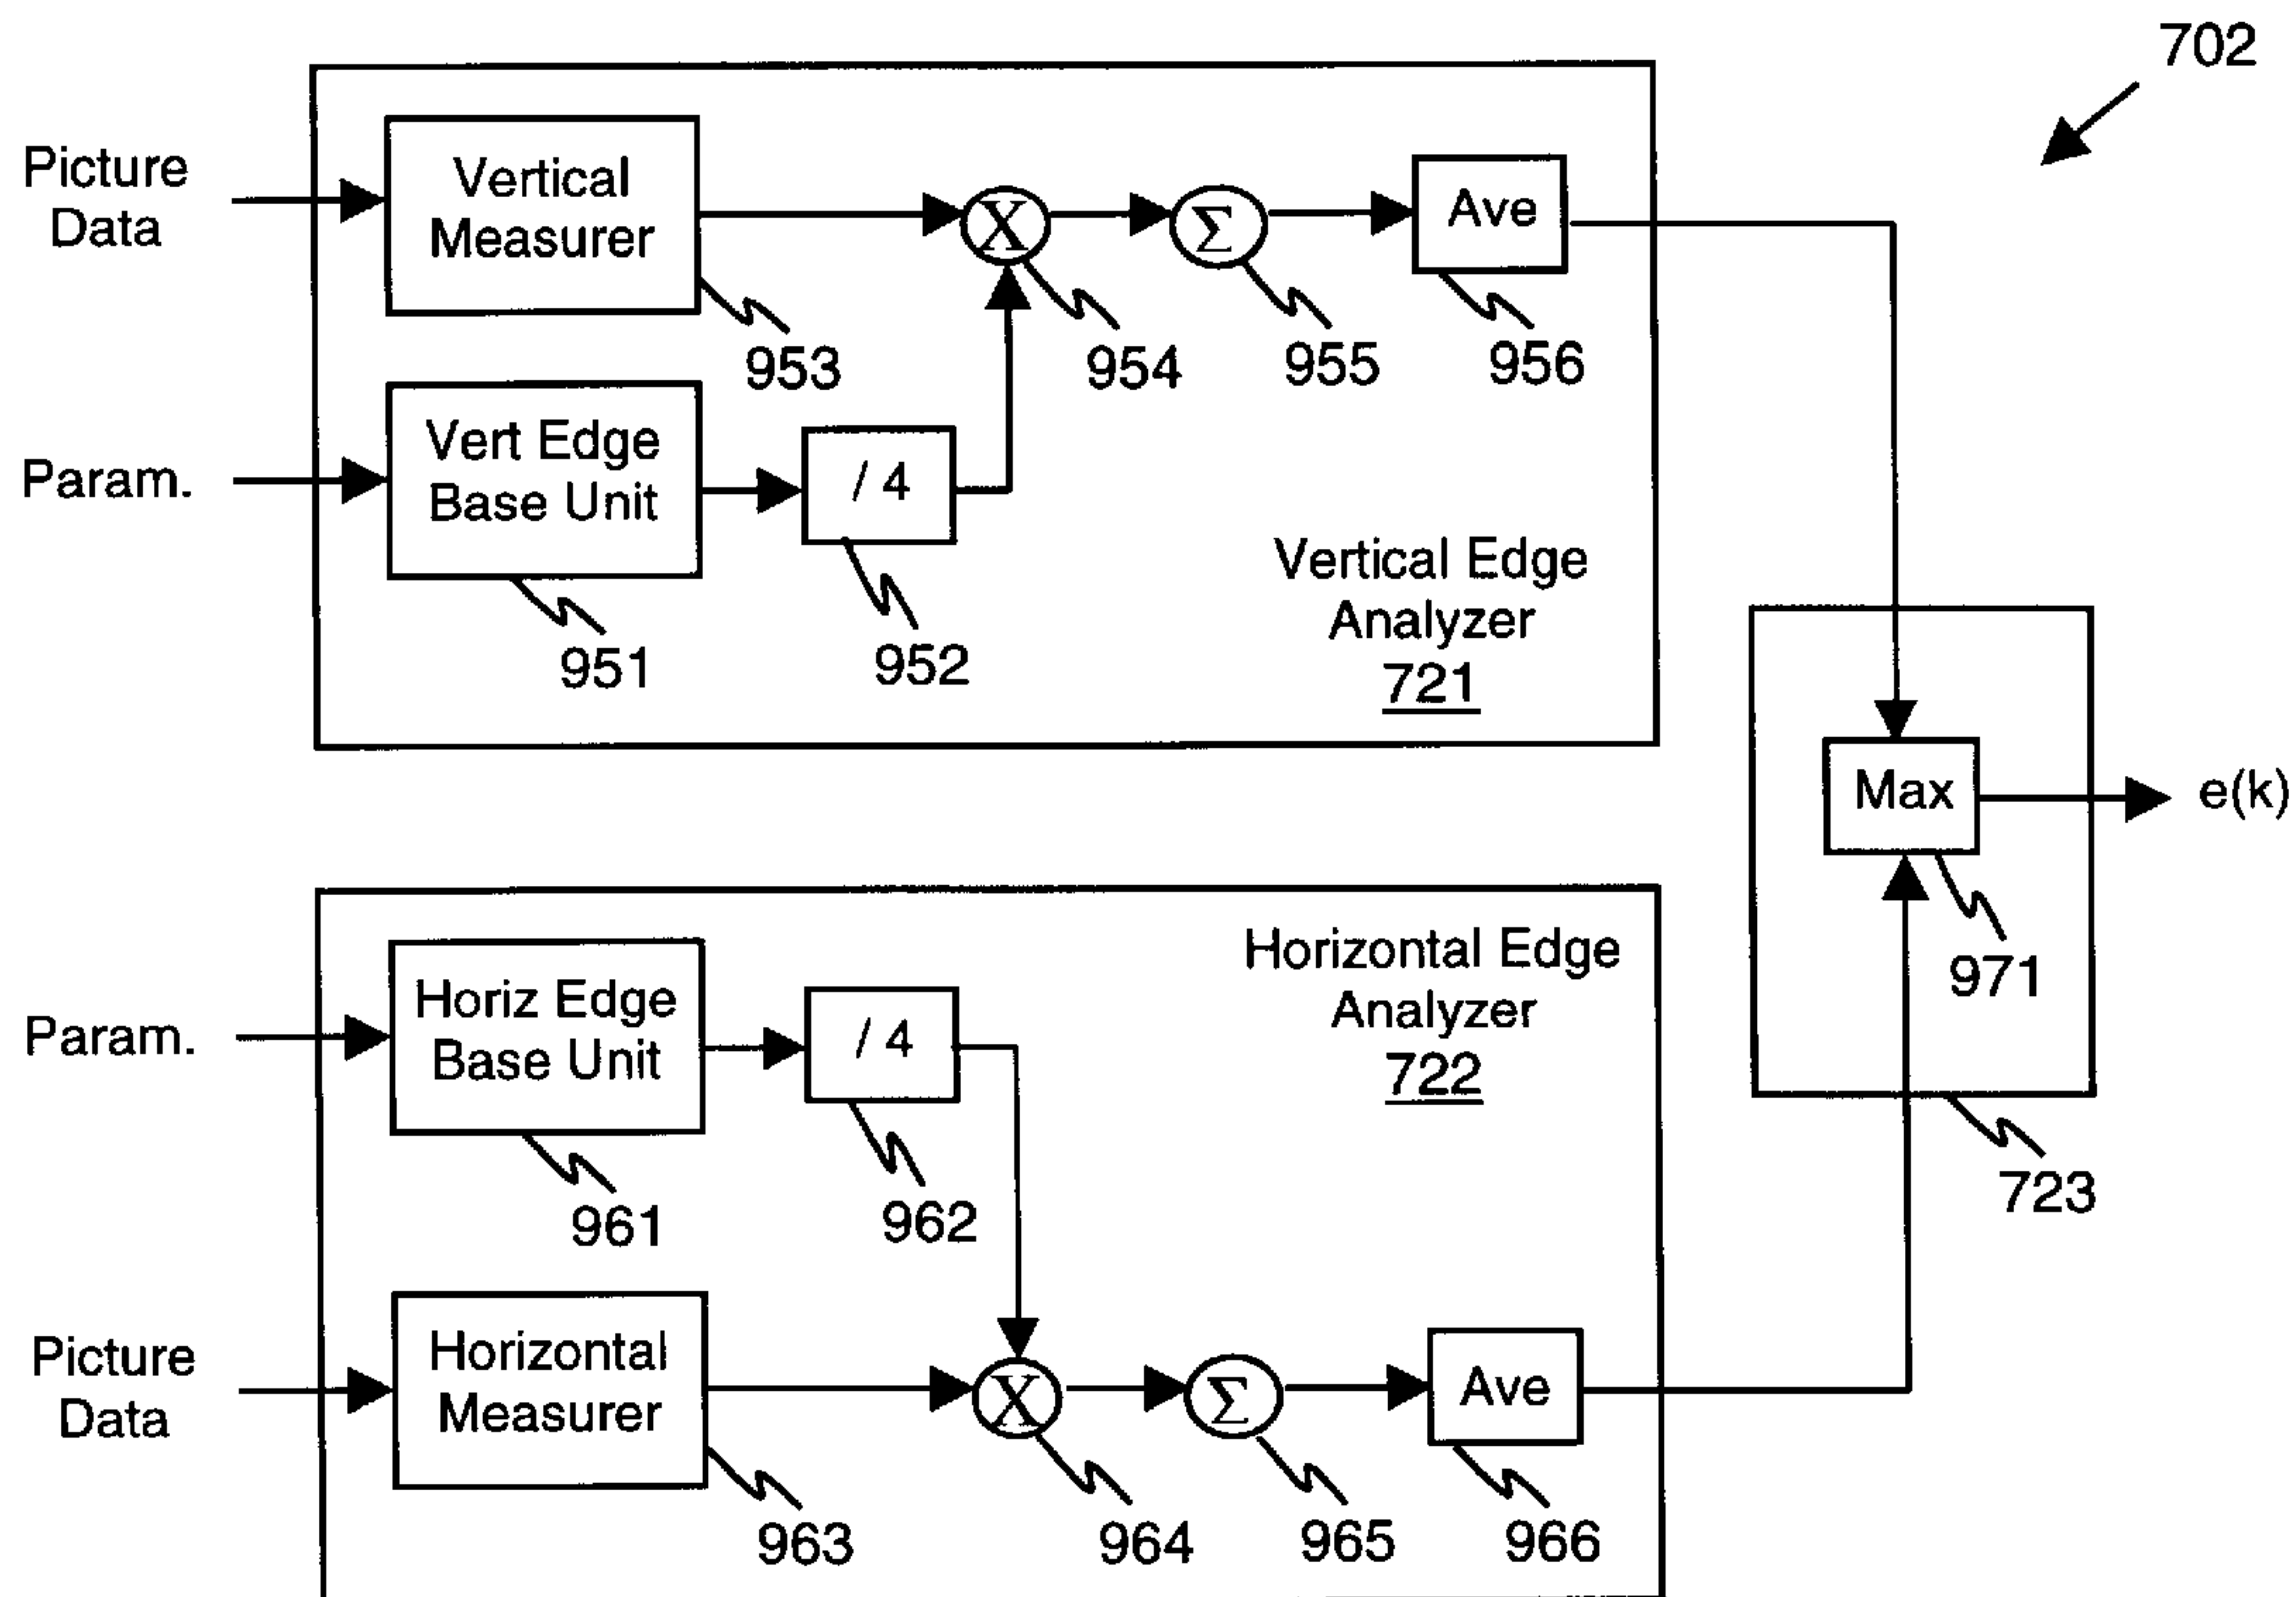 702
Picture
Data
Vertical
Measurer
X
Σ
Ave
953
954
955
956
Param.
Vert Edge
Base Unit
/ 4
951
952
Vertical Edge
Analyzer
721
Max
e(k)
971
723
Horizontal Edge
Analyzer
722
Param.
Horiz Edge
Base Unit
/ 4
961
962
Picture
Data
Horizontal
Measurer
X
Σ
Ave
963
964
965
966